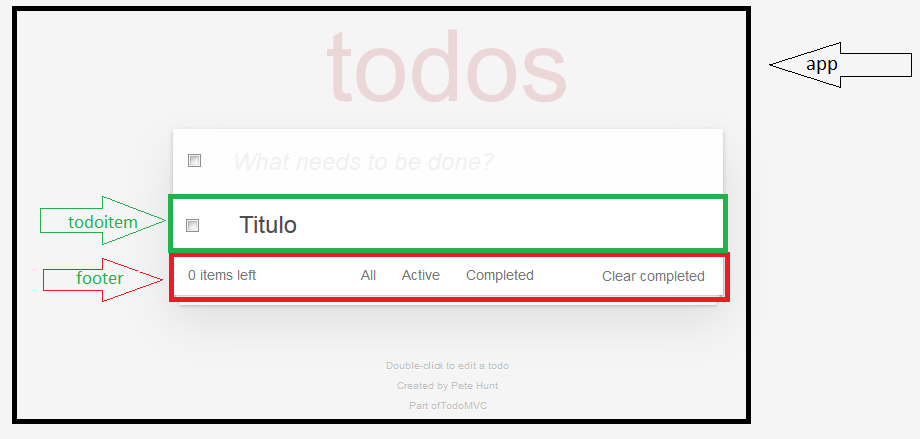 todos
app
What needs to be done?
todoitem
Titulo
footer
0 items left All Active Completed Clear completed
Double-click to edit a todo
Created by Pete Hunt
Part ofTodoMVC